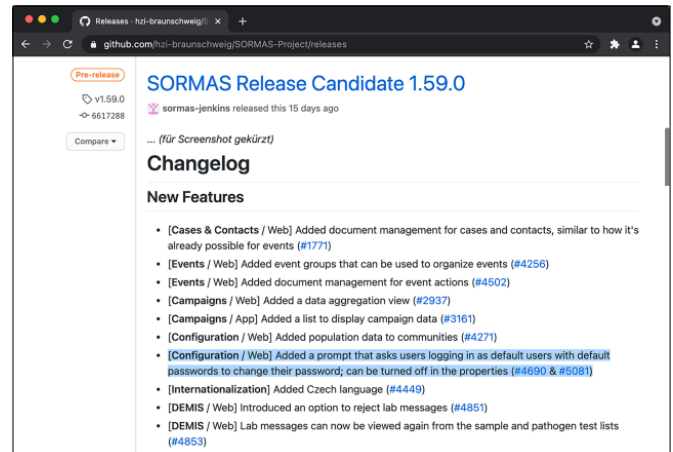 Releases · hzi-braunschweig/S
github.com/hzi-braunschweig/SORMAS-Project/releases
Pre-release
v1.59.0
6617288
Compare
SORMAS Release Candidate 1.59.0
sormas-jenkins released this 15 days ago
... (für Screenshot gekürzt)
Changelog
New Features
• [Cases & Contacts / Web] Added document management for cases and contacts, similar to how it's
already possible for events (#1771)
• [Events / Web] Added event groups that can be used to organize events (#4256)
• [Events / Web] Added document management for event actions (#4502)
• [Campaigns / Web] Added a data aggregation view (#2937)
• [Campaigns / App] Added a list to display campaign data (#3161)
• [Configuration / Web] Added population data to communities (#4271)
• [Configuration / Web] Added a prompt that asks users logging in as default users with default
passwords to change their password; can be turned off in the properties (#4690 & #5081)
• [Internationalization] Added Czech language (#4449)
• [DEMIS / Web] Introduced an option to reject lab messages (#4851)
• [DEMIS / Web] Lab messages can now be viewed again from the sample and pathogen test lists
(#4853)